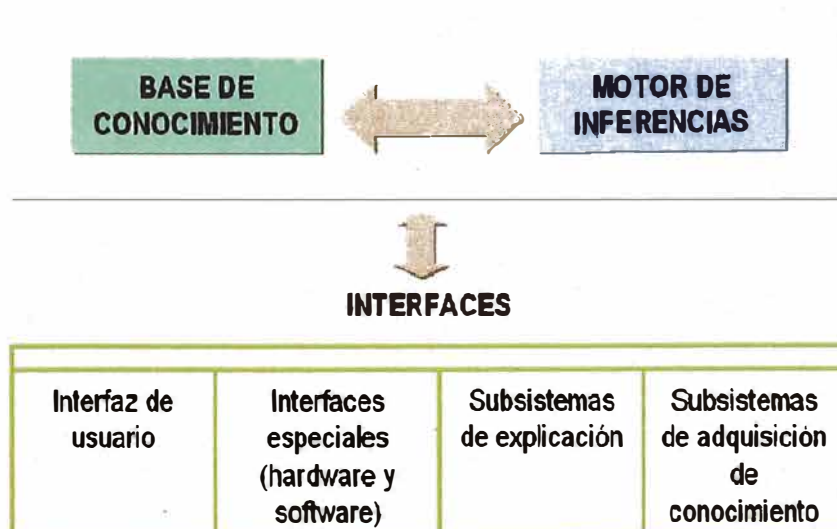 BASE DE
CONOCIMIENTO
MOTOR DE
INFERENCIAS
INTERFACES
Interfaz de
usuario
Interfaces
especiales
(hardware y
software)
Subsistemas
de explicación
Subsistemas
de adquisición
de
conocimiento